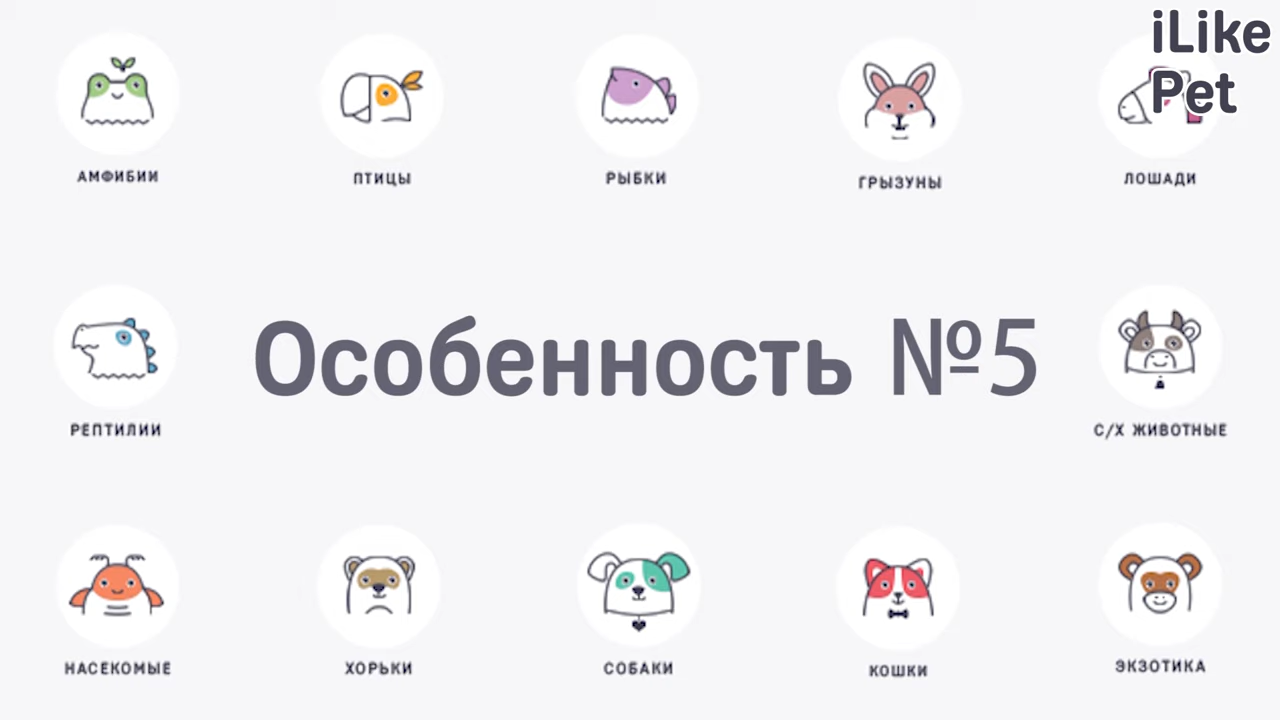 iLike
Pet
АМФИБИИ
ПТИЦЫ
РЫБКИ
ГРЫЗУНЫ
ЛОШАДИ
РЕПТИЛИИ
Особенность №5
С/Х ЖИВОТНЫЕ
НАСЕКОМЫЕ
ХОРЬКИ
СОБАКИ
КОШКИ
ЭКЗОТИКА